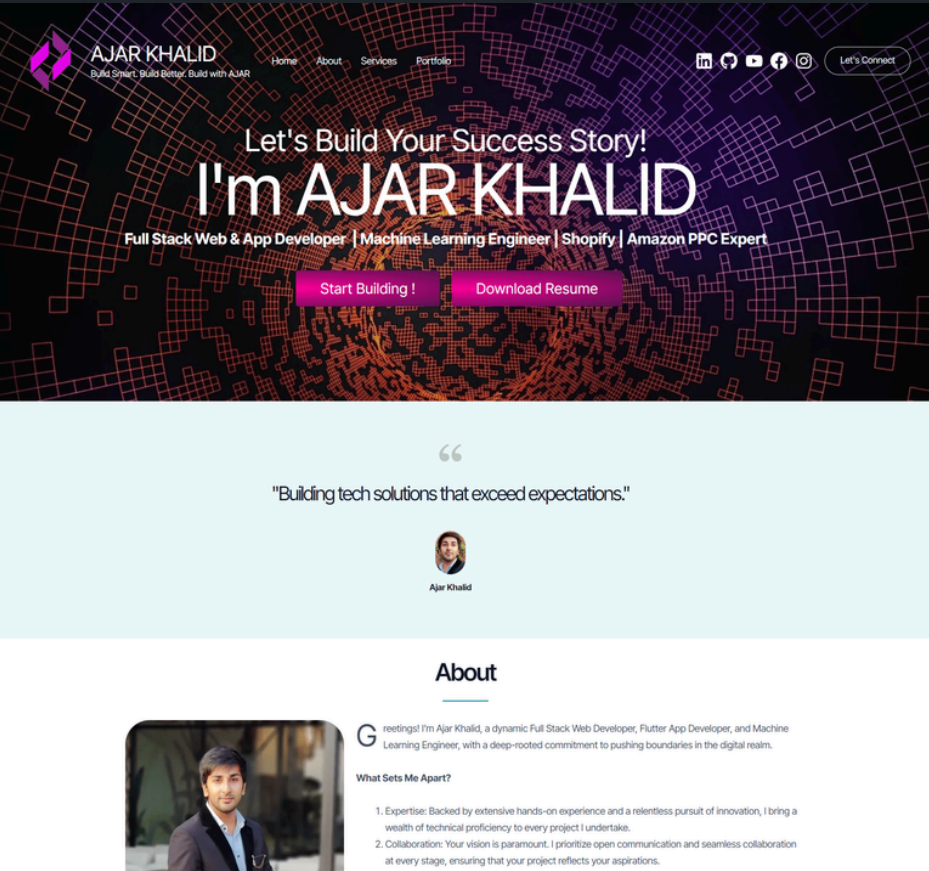 AJAR KHALID
Build Smart. Build Better. Build with AJAR
Home About Services Portfolio
Let's Connect
Let's Build Your Success Story!
I'm AJAR KHALID
Full Stack Web & App Developer | Machine Learning Engineer | Shopify | Amazon PPC Expert
Start Building ! Download Resume
“
"Building tech solutions that exceed expectations."
Ajar Khalid
About
Greetings! I'm Ajar Khalid, a dynamic Full Stack Web Developer, Flutter App Developer, and Machine
Learning Engineer, with a deep-rooted commitment to pushing boundaries in the digital realm.
What Sets Me Apart?
1. Expertise: Backed by extensive hands-on experience and a relentless pursuit of innovation, I bring a
wealth of technical proficiency to every project I undertake.
2. Collaboration: Your vision is paramount. I prioritize open communication and seamless collaboration
at every stage, ensuring that your project reflects your aspirations.